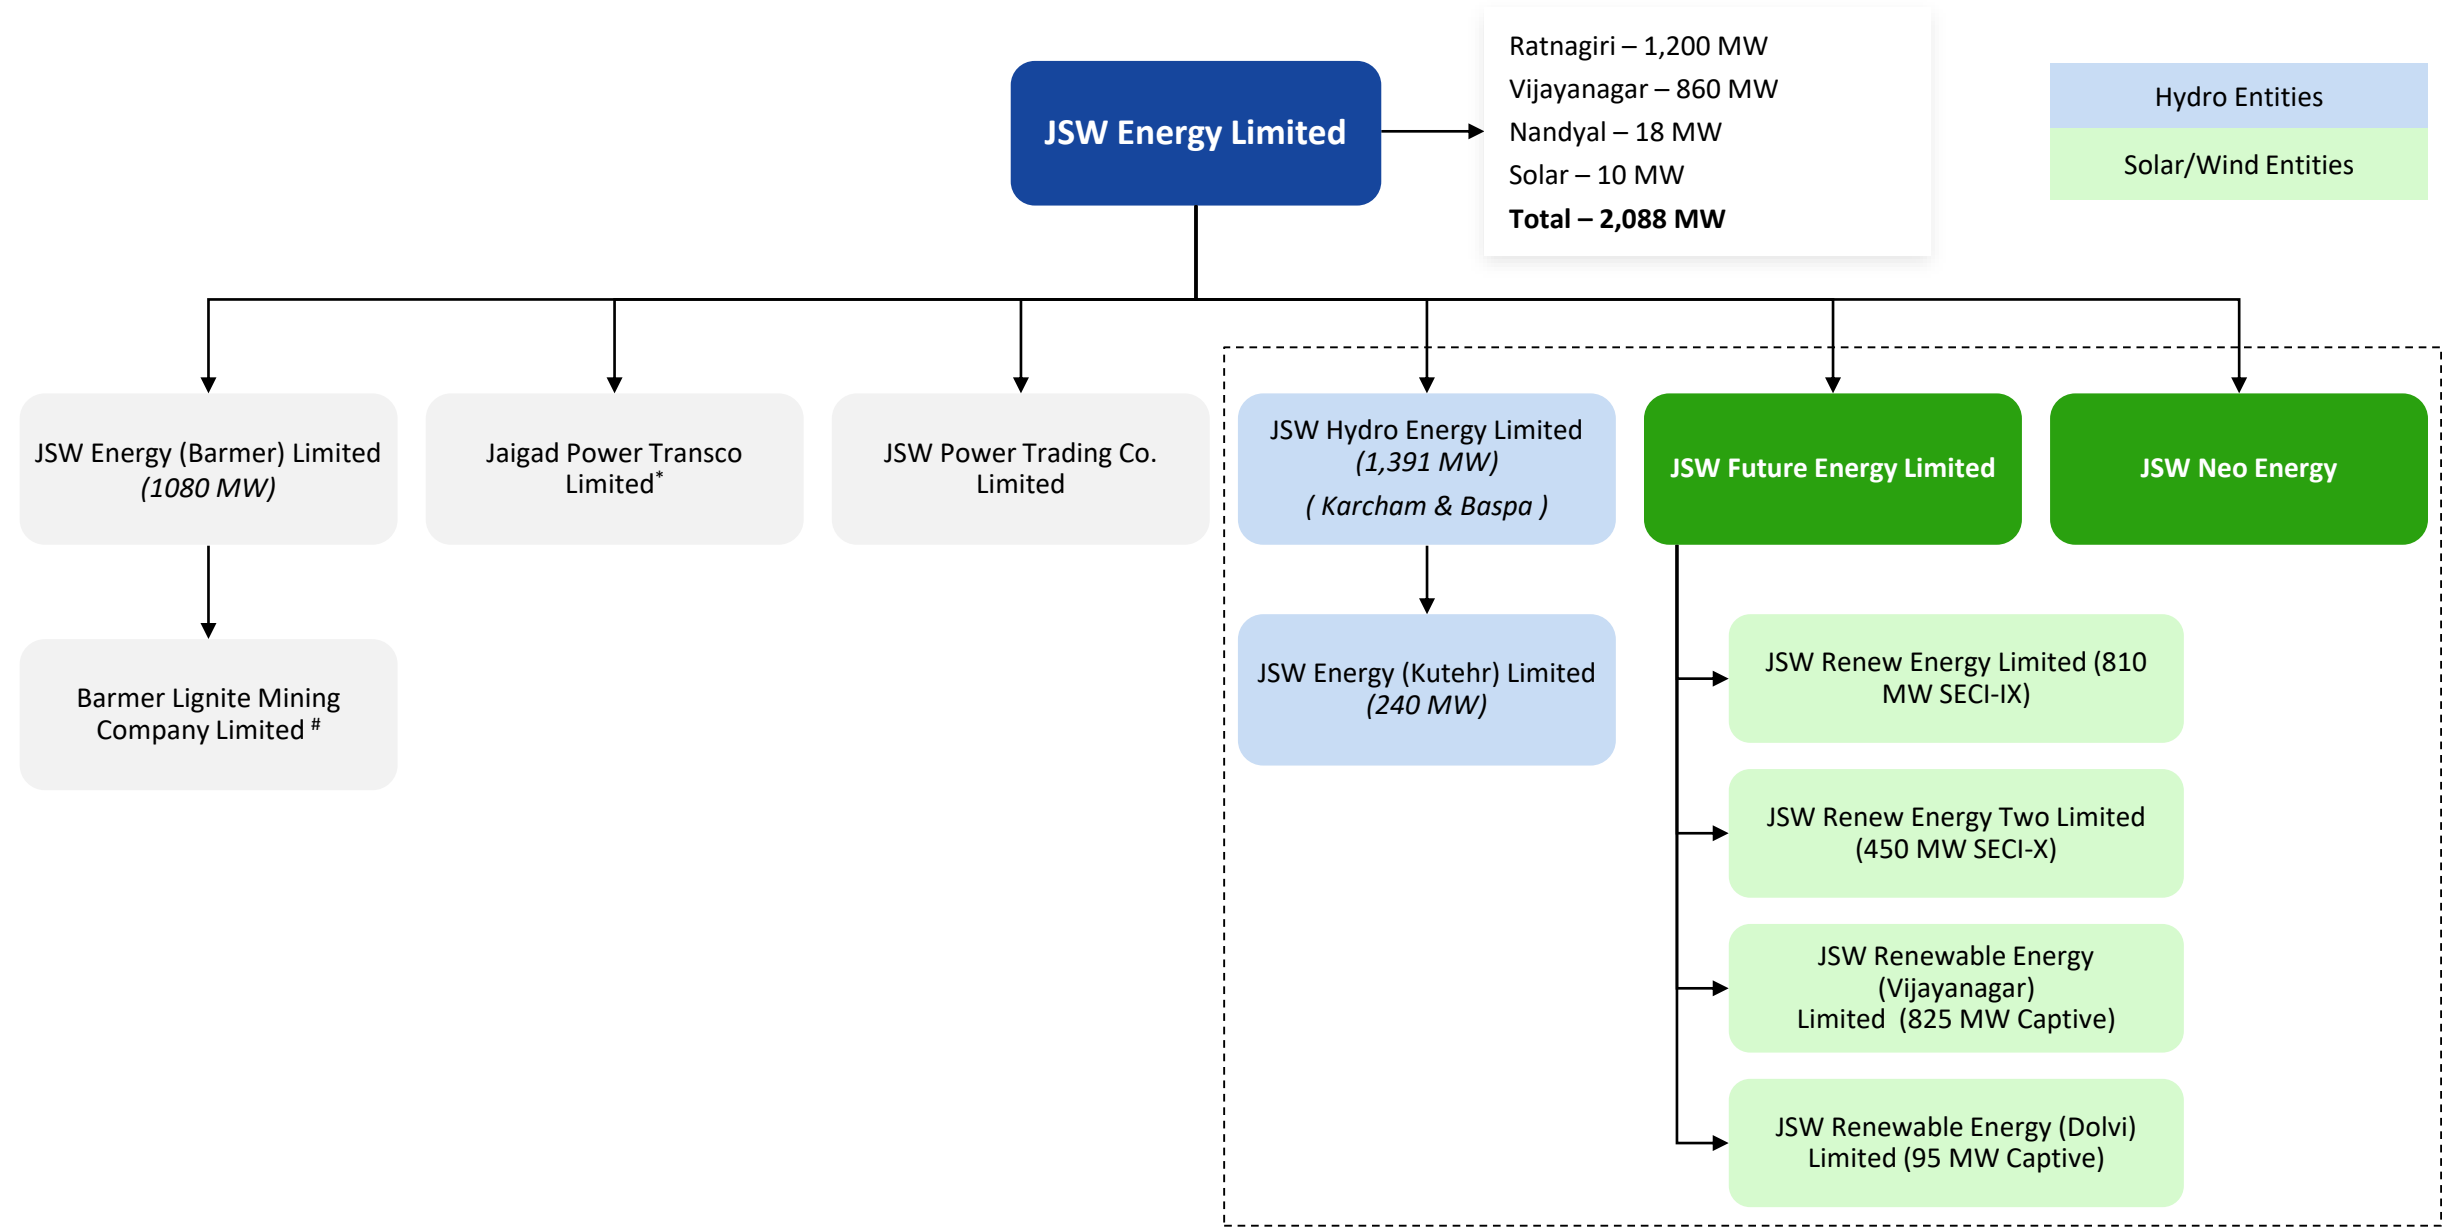 JSW Energy Limited
Ratnagiri – 1,200 MW
Vijayanagar – 860 MW
Nandyal – 18 MW
Solar – 10 MW
Total – 2,088 MW
Hydro Entities
Solar/Wind Entities
JSW Energy (Barmer) Limited
(1080 MW)
Jaigad Power Transco
Limited*
JSW Power Trading Co.
Limited
JSW Hydro Energy Limited
(1,391 MW)
( Karcham & Baspa )
JSW Future Energy Limited
JSW Neo Energy
Barmer Lignite Mining
Company Limited #
JSW Energy (Kutehr) Limited
(240 MW)
JSW Renew Energy Limited (810
MW SECI-IX)
JSW Renew Energy Two Limited
(450 MW SECI-X)
JSW Renewable Energy
(Vijayanagar)
Limited (825 MW Captive)
JSW Renewable Energy (Dolvi)
Limited (95 MW Captive)